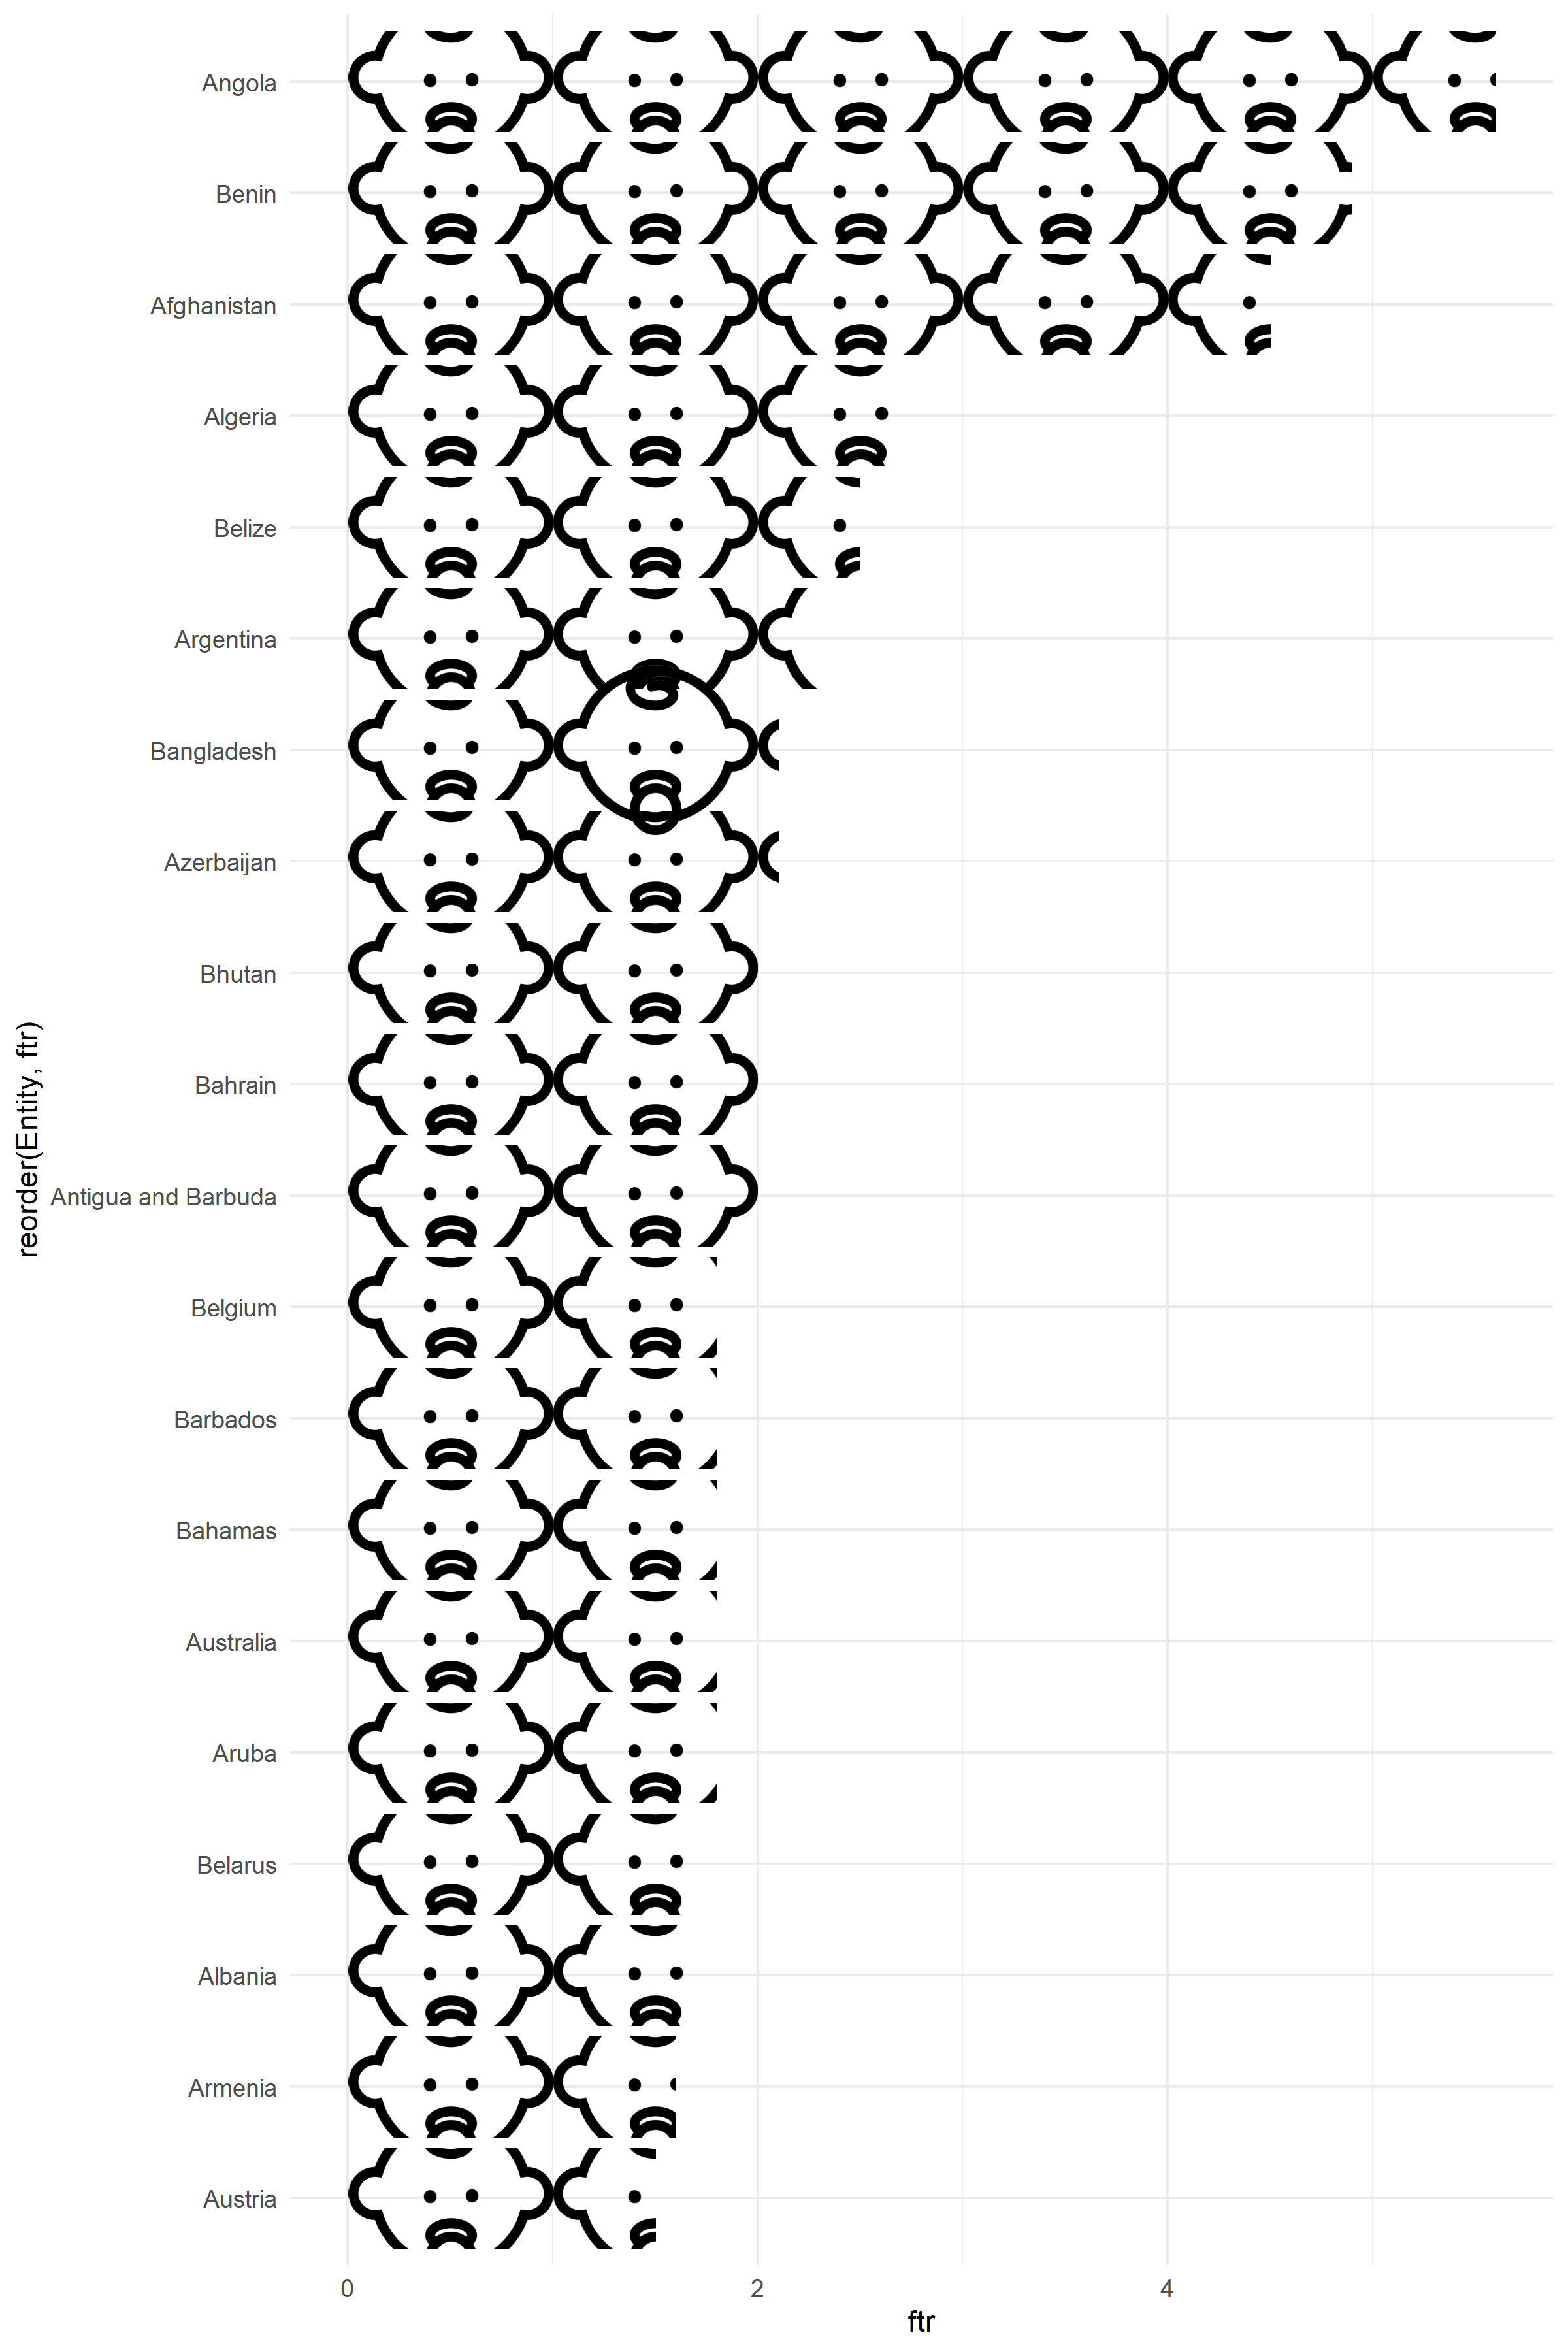 Angola
Benin
Afghanistan
Algeria
Belize
Argentina
Bangladesh
Azerbaijan
Bhutan
Bahrain
Antigua and Barbuda
Belgium
Barbados
Bahamas
Australia
Aruba
Belarus
Albania
Armenia
Austria
reorder(Entity, ftr)
0 2 4
ftr